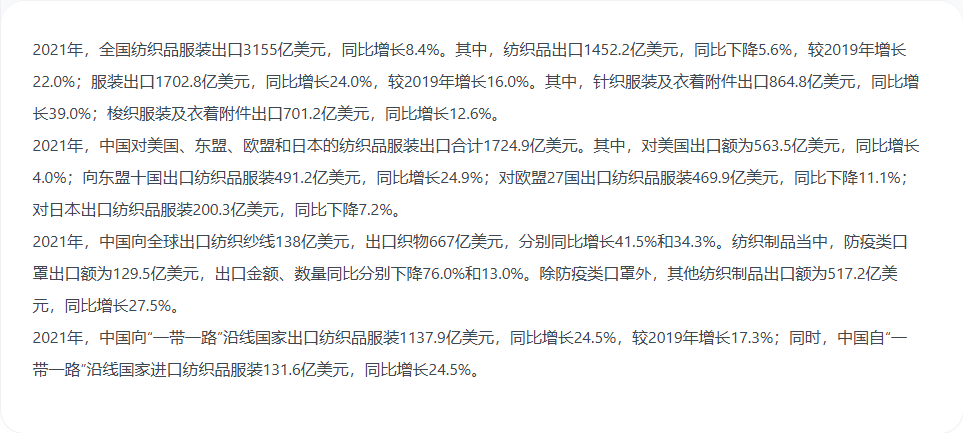 2021年，全国纺织品服装出口3155亿美元，同比增长8.4%。其中，纺织品出口1452.2亿美元，同比下降5.6%，较2019年增长
22.0%；服装出口1702.8亿美元，同比增长24.0%，较2019年增长16.0%。其中，针织服装及衣着附件出口864.8亿美元，同比增
长39.0%；梭织服装及衣着附件出口701.2亿美元，同比增长12.6%。
2021年，中国对美国、东盟、欧盟和日本的纺织品服装出口合计1724.9亿美元。其中，对美国出口额为563.5亿美元，同比增长
4.0%；向东盟十国出口纺织品服装491.2亿美元，同比增长24.9%；对欧盟27国出口纺织品服装469.9亿美元，同比下降11.1%；
对日本出口纺织品服装200.3亿美元，同比下降7.2%。
2021年，中国向全球出口纺织纱线138亿美元，出口织物667亿美元，分别同比增长41.5%和34.3%。纺织制品当中，防疫类口
罩出口额为129.5亿美元，出口金额、数量同比分别下降76.0%和13.0%。除防疫类口罩外，其他纺织制品出口额为517.2亿美
元，同比增长27.5%。
2021年，中国向“一带一路”沿线国家出口纺织品服装1137.9亿美元，同比增长24.5%，较2019年增长17.3%；同时，中国自“一
带一路”沿线国家进口纺织品服装131.6亿美元，同比增长24.5%。